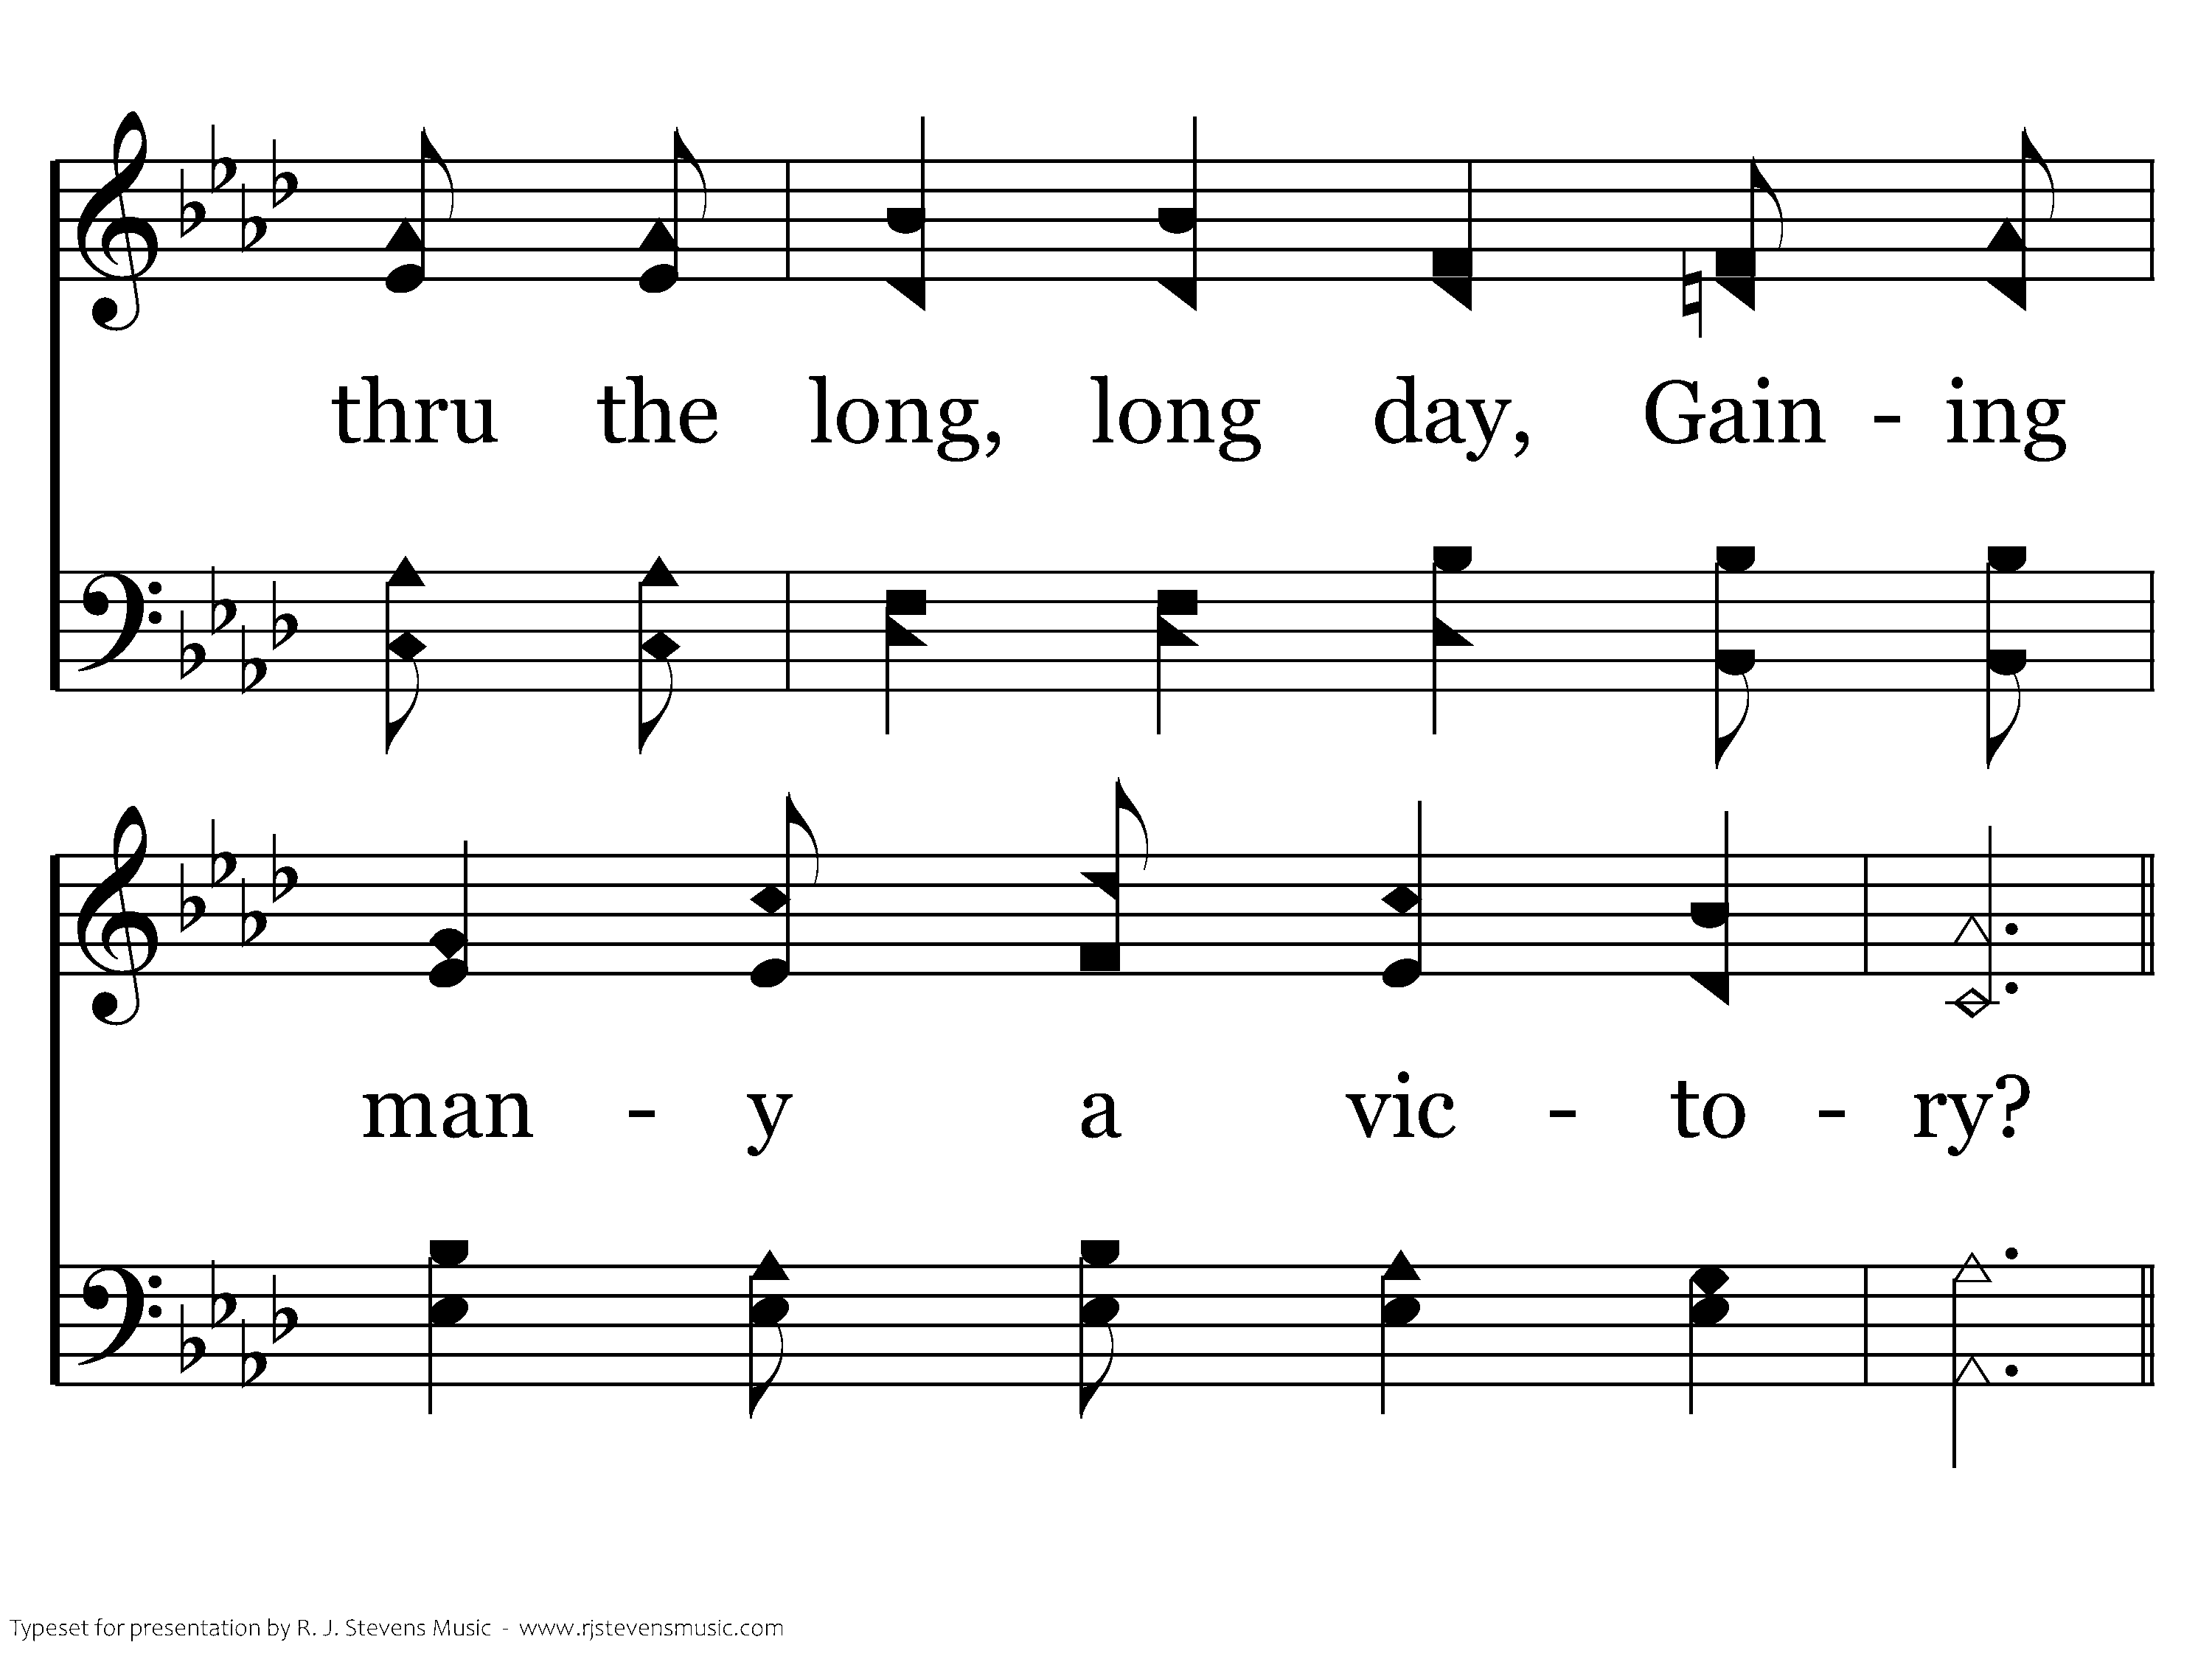 thru the long, long day, Gain - ing
man - y a vic - to - ry?
Typeset for presentation by R. J. Stevens Music - www.rjstevensmusic.com